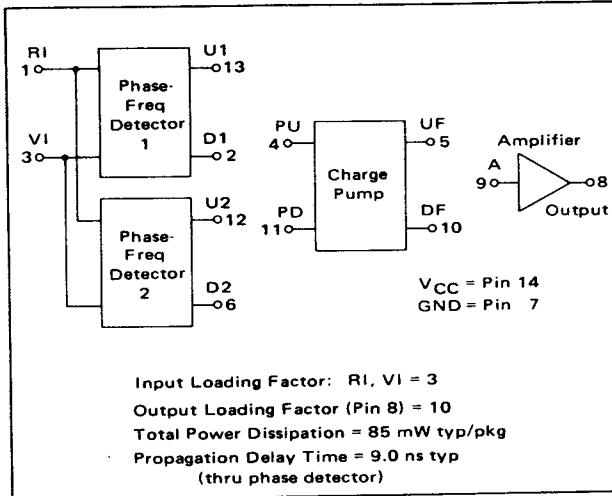 RI
1
U1
13
Phase-
Freq
Detector
1
VI
3
D1
2
U2
12
Phase-
Freq
Detector
2
D2
6
PU
4
UF
5
Charge
Pump
PD
11
DF
10
Amplifier
A
9
8
Output
VCC = Pin 14
GND = Pin 7
Input Loading Factor: RI, VI = 3
Output Loading Factor (Pin 8) = 10
Total Power Dissipation = 85 mW typ/pkg
Propagation Delay Time = 9.0 ns typ
(thru phase detector)